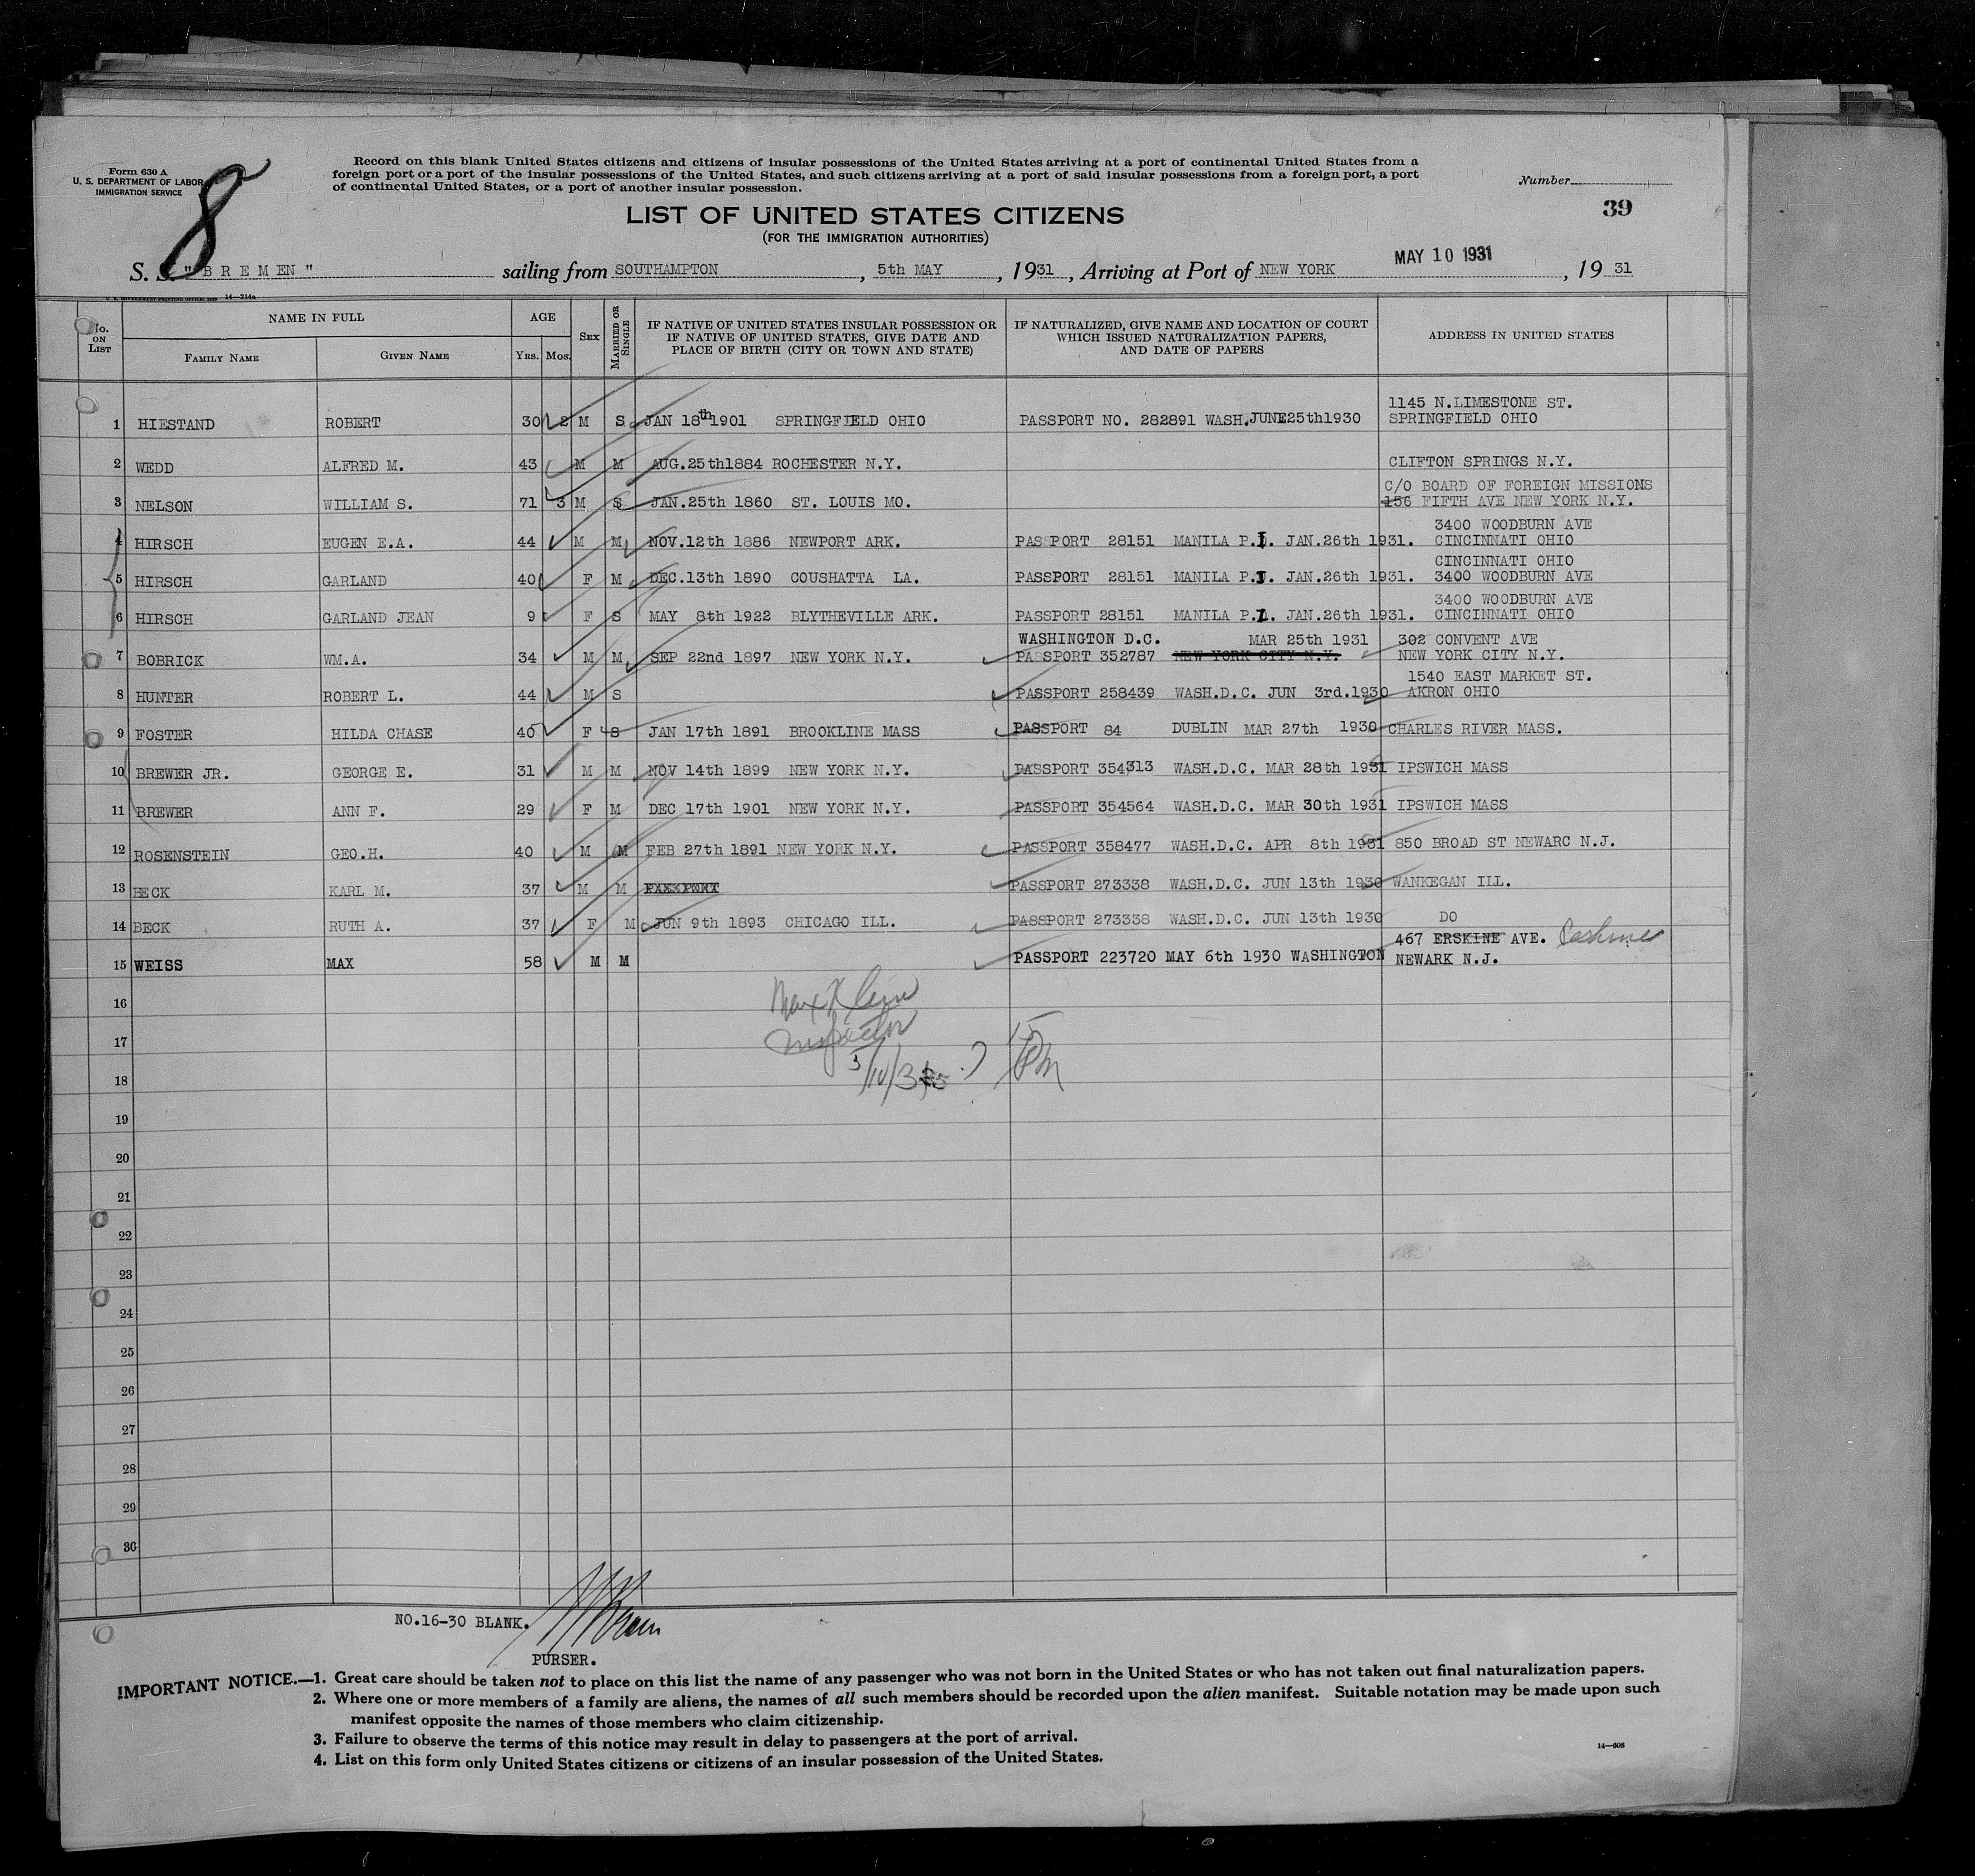 Form 630 A
U. S. DEPARTMENT OF LABOR
IMMIGRATION SERVICE
8
Record on this blank United States citizens and citizens of insular possessions of the United States arriving at a port of continental United States from a
foreign port or a port of the insular possessions of the United States, and such citizens arriving at a port of said insular possessions from a foreign port, a port
of continental United States, or a port of another insular possession.
Number
39
LIST OF UNITED STATES CITIZENS
(FOR THE IMMIGRATION AUTHORITIES)
S. S. "BREMEN" sailing from SOUTHAMPTON, 5th MAY, 1931, Arriving at Port of NEW YORK MAY 10 1931, 19 31
14—214a
No. ON LIST
NAME IN FULL
FAMILY NAME GIVEN NAME
AGE
YRS. MOS.
SEX
MARRIED OR SINGLE
IF NATIVE OF UNITED STATES INSULAR POSSESSION OR
IF NATIVE OF UNITED STATES, GIVE DATE AND
PLACE OF BIRTH (CITY OR TOWN AND STATE)
IF NATURALIZED, GIVE NAME AND LOCATION OF COURT
WHICH ISSUED NATURALIZATION PAPERS,
AND DATE OF PAPERS
ADDRESS IN UNITED STATES
1145 N.LIMESTONE ST.
1 HIESTAND ROBERT 30 2 M S JAN 18th 1901 SPRINGFIELD OHIO PASSPORT NO. 282891 WASH.JUNE25th1930 SPRINGFIELD OHIO
2 WEDD ALFRED M. 43 M M AUG.25th1884 ROCHESTER N.Y. CLIFTON SPRINGS N.Y.
C/O BOARD OF FOREIGN MISSIONS
3 NELSON WILLIAM S. 71 3 M S JAN.25th 1860 ST. LOUIS MO. 156 FIFTH AVE NEW YORK N.Y.
3400 WOODBURN AVE
4 HIRSCH EUGEN E.A. 44 M M NOV.12th 1886 NEWPORT ARK. PASSPORT 28151 MANILA P.I. JAN.26th 1931. CINCINNATI OHIO
CINCINNATI OHIO
5 HIRSCH GARLAND 40 F M DEC.13th 1890 COUSHATTA LA. PASSPORT 28151 MANILA P.I. JAN.26th 1931. 3400 WOODBURN AVE
3400 WOODBURN AVE
6 HIRSCH GARLAND JEAN 9 F S MAY 8th 1922 BLYTHEVILLE ARK. PASSPORT 28151 MANILA P.I. JAN.26th 1931. CINCINNATI OHIO
WASHINGTON D.C. MAR 25th 1931 302 CONVENT AVE
7 BOBRICK WM.A. 34 M M SEP 22nd 1897 NEW YORK N.Y. PASSPORT 352787 NEW YORK CITY N.Y. NEW YORK CITY N.Y.
1540 EAST MARKET ST.
8 HUNTER ROBERT L. 44 M S PASSPORT 258439 WASH.D.C. JUN 3rd.1930 AKRON OHIO
9 FOSTER HILDA CHASE 40 F S JAN 17th 1891 BROOKLINE MASS PASSPORT 84 DUBLIN MAR 27th 1930 CHARLES RIVER MASS.
10 BREWER JR. GEORGE E. 31 M M NOV 14th 1899 NEW YORK N.Y. PASSPORT 354313 WASH.D.C. MAR 28th 1931 IPSWICH MASS
11 BREWER ANN F. 29 F M DEC 17th 1901 NEW YORK N.Y. PASSPORT 354564 WASH.D.C. MAR 30th 1931 IPSWICH MASS
12 ROSENSTEIN GEO.H. 40 M M FEB 27th 1891 NEW YORK N.Y. PASSPORT 358477 WASH.D.C. APR 8th 1931 850 BROAD ST NEWARC N.J.
13 BECK KARL M. 37 M M PASSPORT 273338 WASH.D.C. JUN 13th 1930 WANKEGAN ILL.
14 BECK RUTH A. 37 F M JUN 9th 1893 CHICAGO ILL. PASSPORT 273338 WASH.D.C. JUN 13th 1930 DO
467 ERSKINE AVE.
15 WEISS MAX 58 M M PASSPORT 223720 MAY 6th 1930 WASHINGTON NEWARK N.J.
16
Max Klein
Inspector
17
18
19
20
21
22
23
24
25
26
27
28
29
30
NO.16-30 BLANK.
PURSER.
IMPORTANT NOTICE.—1. Great care should be taken not to place on this list the name of any passenger who was not born in the United States or who has not taken out final naturalization papers.
2. Where one or more members of a family are aliens, the names of all such members should be recorded upon the alien manifest. Suitable notation may be made upon such
manifest opposite the names of those members who claim citizenship.
3. Failure to observe the terms of this notice may result in delay to passengers at the port of arrival.
4. List on this form only United States citizens or citizens of an insular possession of the United States.
14—608